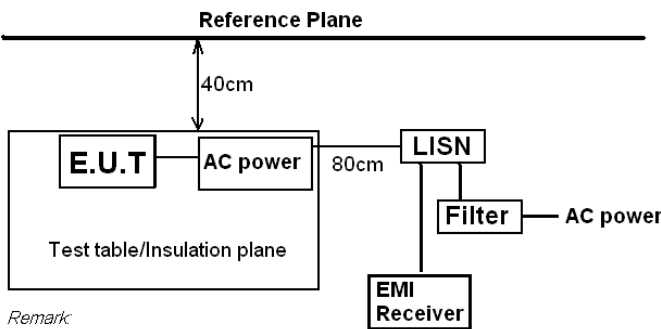 Reference Plane
40cm
E.U.T
AC power
80cm
LISN
Filter
AC power
Test table/Insulation plane
EMI
Receiver
Remark: